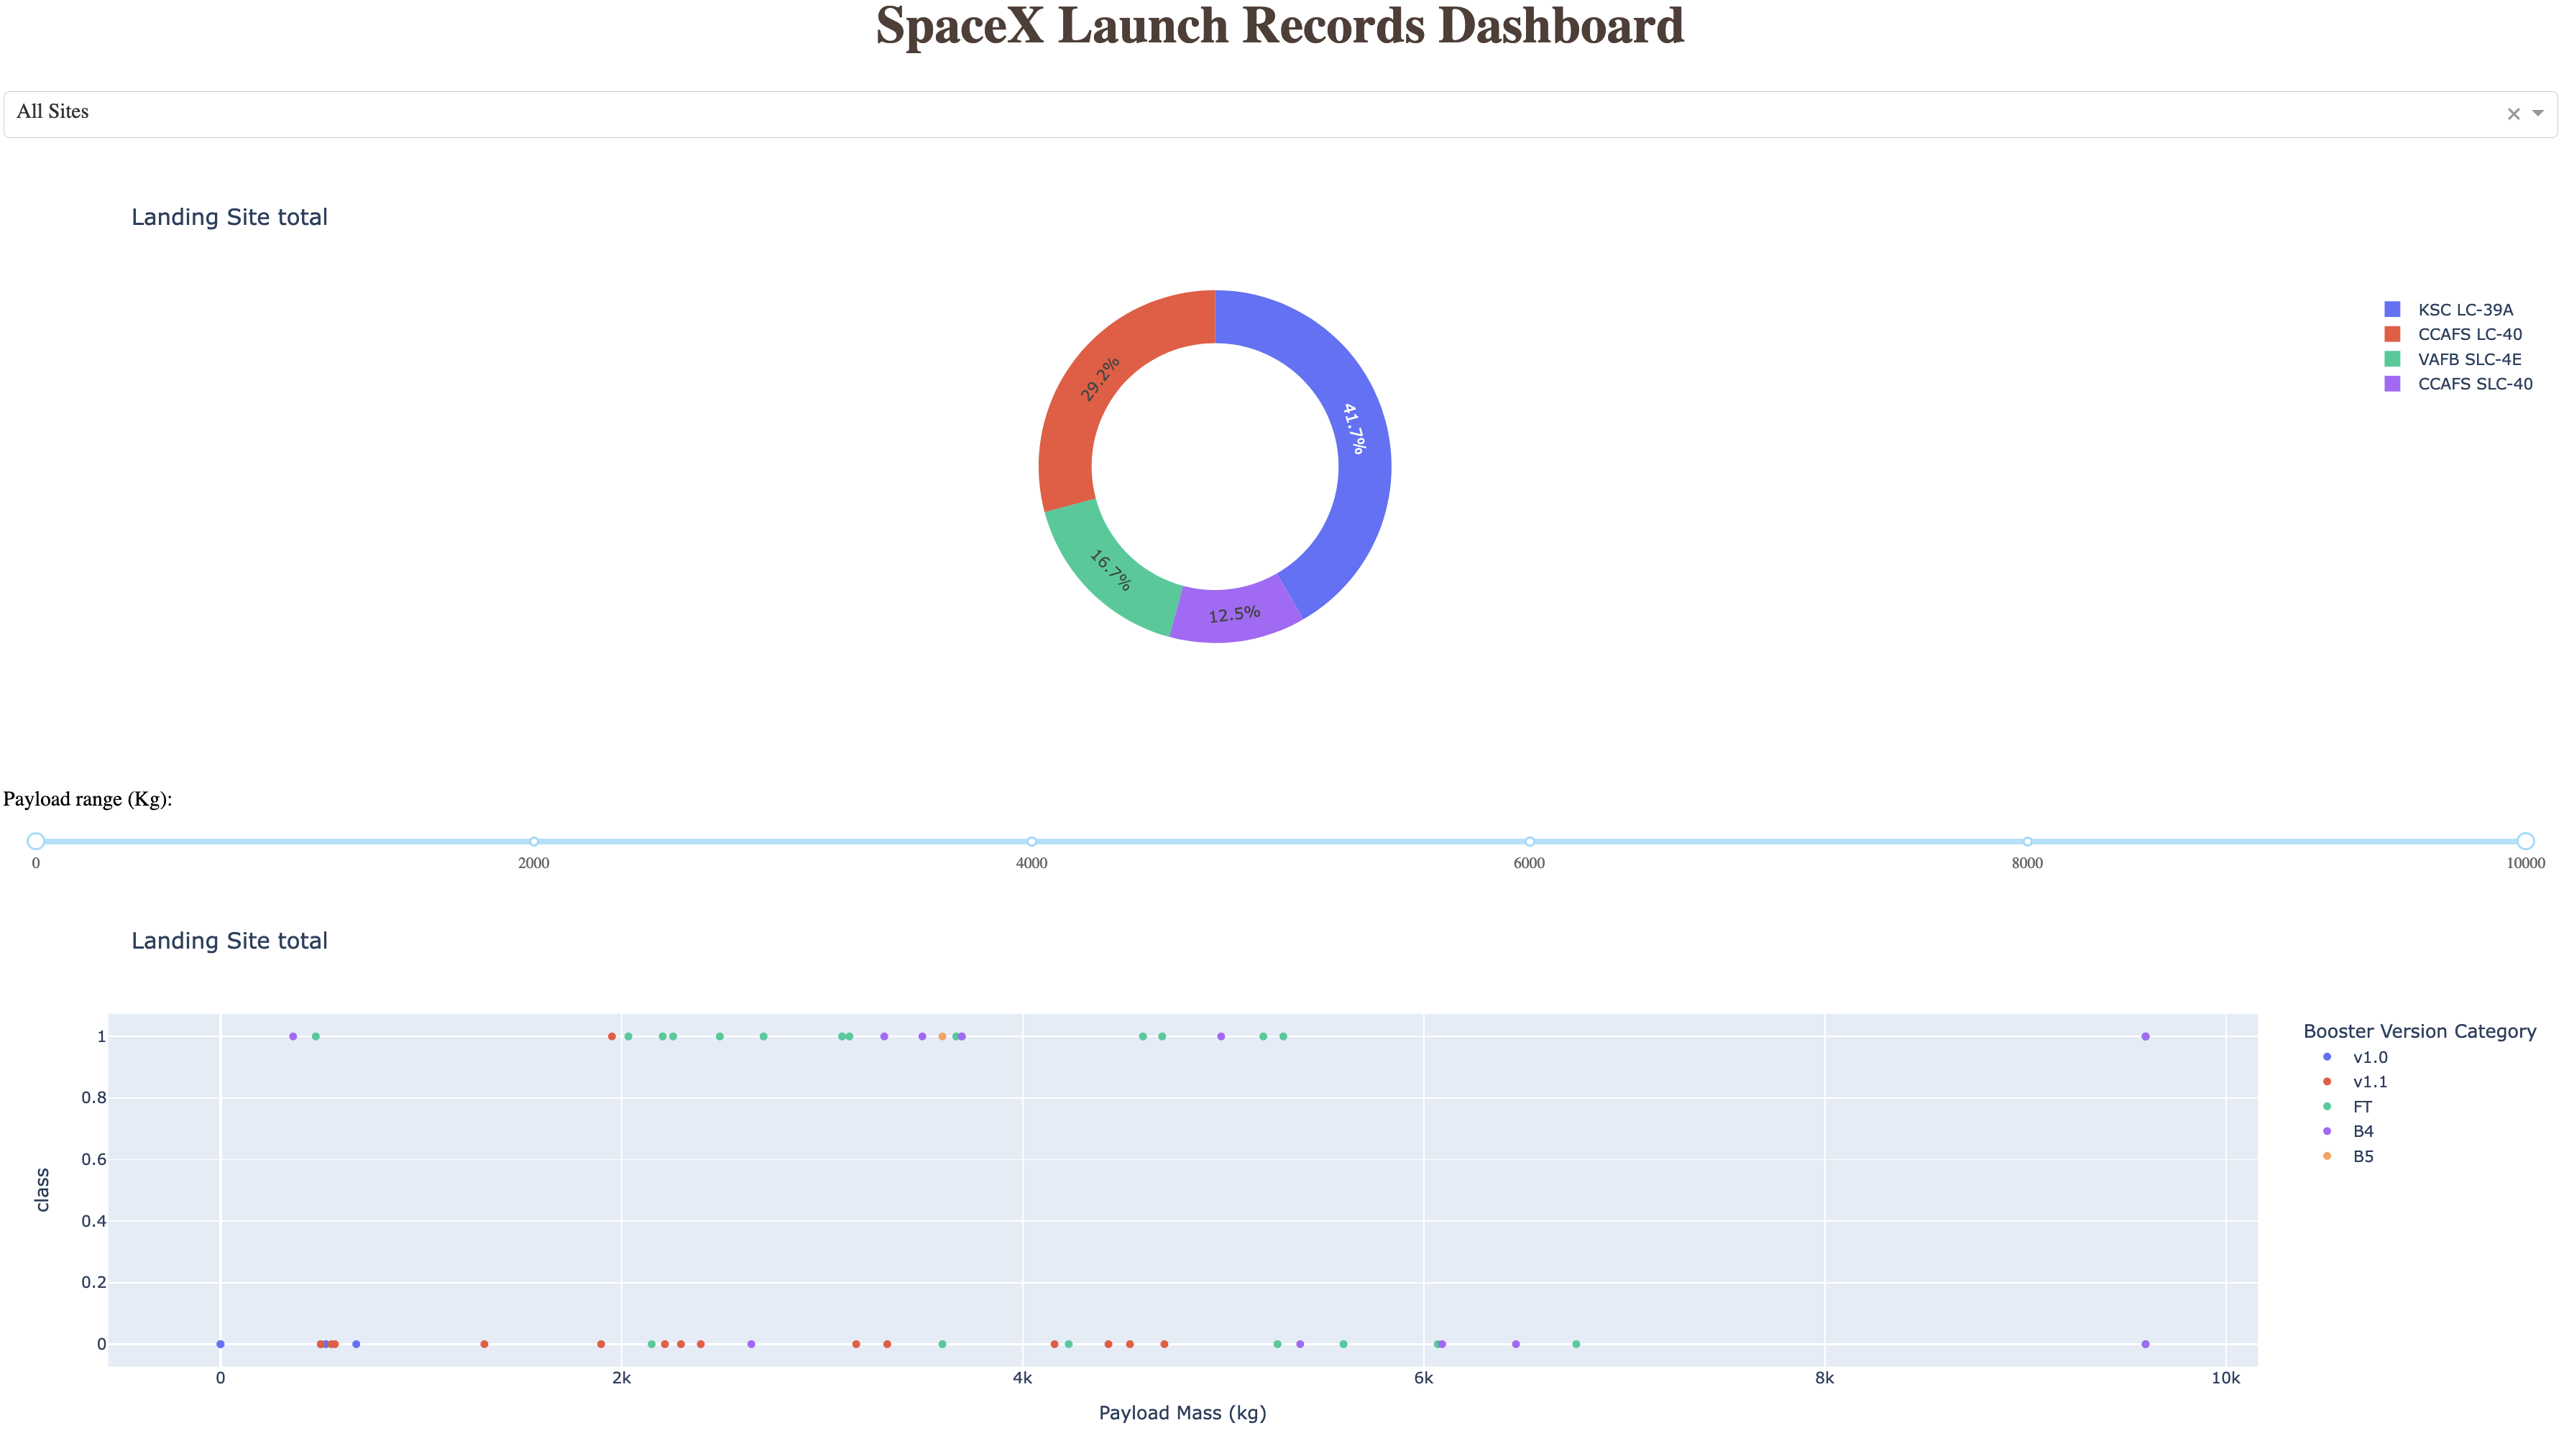 SpaceX Launch Records Dashboard
All Sites
Landing Site total
KSC LC-39A
CCAFS LC-40
VAFB SLC-4E
CCAFS SLC-40
29.2%
41.7%
16.7%
12.5%
Payload range (Kg):
0 2000 4000 6000 8000 10000
Landing Site total
Booster Version Category
v1.0
v1.1
FT
B4
B5
1
0.8
0.6
0.4
0.2
0
class
0 2k 4k 6k 8k 10k
Payload Mass (kg)